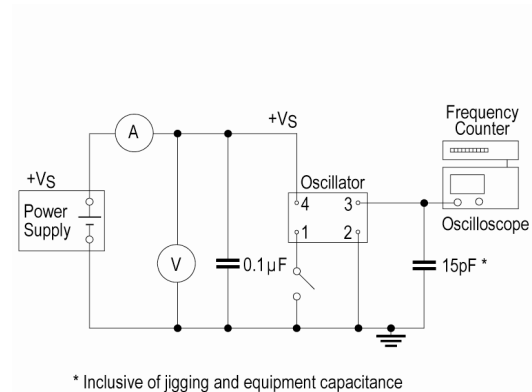 Frequency
Counter
+VS
A
+VS
Oscillator
Power
Supply
4 3
1 2
Oscilloscope
V
0.1µF
15pF *
* Inclusive of jigging and equipment capacitance